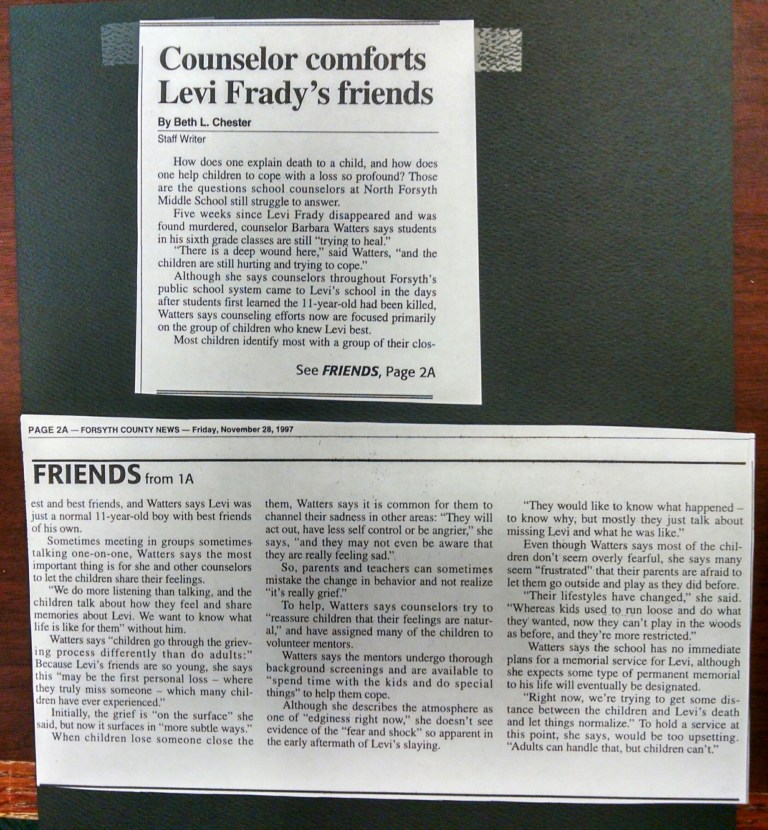 Counselor comforts
Levi Frady's friends
By Beth L. Chester
Staff Writer
How does one explain death to a child, and how does
one help children to cope with a loss so profound? Those
are the questions school counselors at North Forsyth
Middle School still struggle to answer.
Five weeks since Levi Frady disappeared and was
found murdered, counselor Barbara Watters says students
in his sixth grade classes are still "trying to heal."
"There is a deep wound here," said Watters, "and the
children are still hurting and trying to cope."
Although she says counselors throughout Forsyth's
public school system came to Levi's school in the days
after students first learned the 11-year-old had been killed,
Watters says counseling efforts now are focused primarily
on the group of children who knew Levi best.
Most children identify most with a group of their clos-
See FRIENDS, Page 2A
PAGE 2A — FORSYTH COUNTY NEWS — Friday, November 28, 1997
FRIENDS from 1A
est and best friends, and Watters says Levi was
just a normal 11-year-old boy with best friends
of his own.
Sometimes meeting in groups sometimes
talking one-on-one, Watters says the most
important thing is for she and other counselors
to let the children share their feelings.
"We do more listening than talking, and the
children talk about how they feel and share
memories about Levi. We want to know what
life is like for them" without him.
Watters says "children go through the griev-
ing process differently than do adults:"
Because Levi's friends are so young, she says
this "may be the first personal loss – where
they truly miss someone – which many chil-
dren have ever experienced."
Initially, the grief is "on the surface" she
said, but now it surfaces in "more subtle ways."
When children lose someone close the
them, Watters says it is common for them to
channel their sadness in other areas: "They will
act out, have less self control or be angrier," she
says, "and they may not even be aware that
they are really feeling sad."
So, parents and teachers can sometimes
mistake the change in behavior and not realize
"it's really grief."
To help, Watters says counselors try to
"reassure children that their feelings are natur-
al," and have assigned many of the children to
volunteer mentors.
Watters says the mentors undergo thorough
background screenings and are available to
"spend time with the kids and do special
things" to help them cope.
Although she describes the atmosphere as
one of "edginess right now," she doesn't see
evidence of the "fear and shock" so apparent in
the early aftermath of Levi's slaying.
"They would like to know what happened –
to know why, but mostly they just talk about
missing Levi and what he was like."
Even though Watters says most of the chil-
dren don't seem overly fearful, she says many
seem "frustrated" that their parents are afraid to
let them go outside and play as they did before.
"Their lifestyles have changed," she said.
"Whereas kids used to run loose and do what
they wanted, now they can't play in the woods
as before, and they're more restricted."
Watters says the school has no immediate
plans for a memorial service for Levi, although
she expects some type of permanent memorial
to his life will eventually be designated.
"Right now, we're trying to get some dis-
tance between the children and Levi's death
and let things normalize." To hold a service at
this point, she says, would be too upsetting.
"Adults can handle that, but children can't."